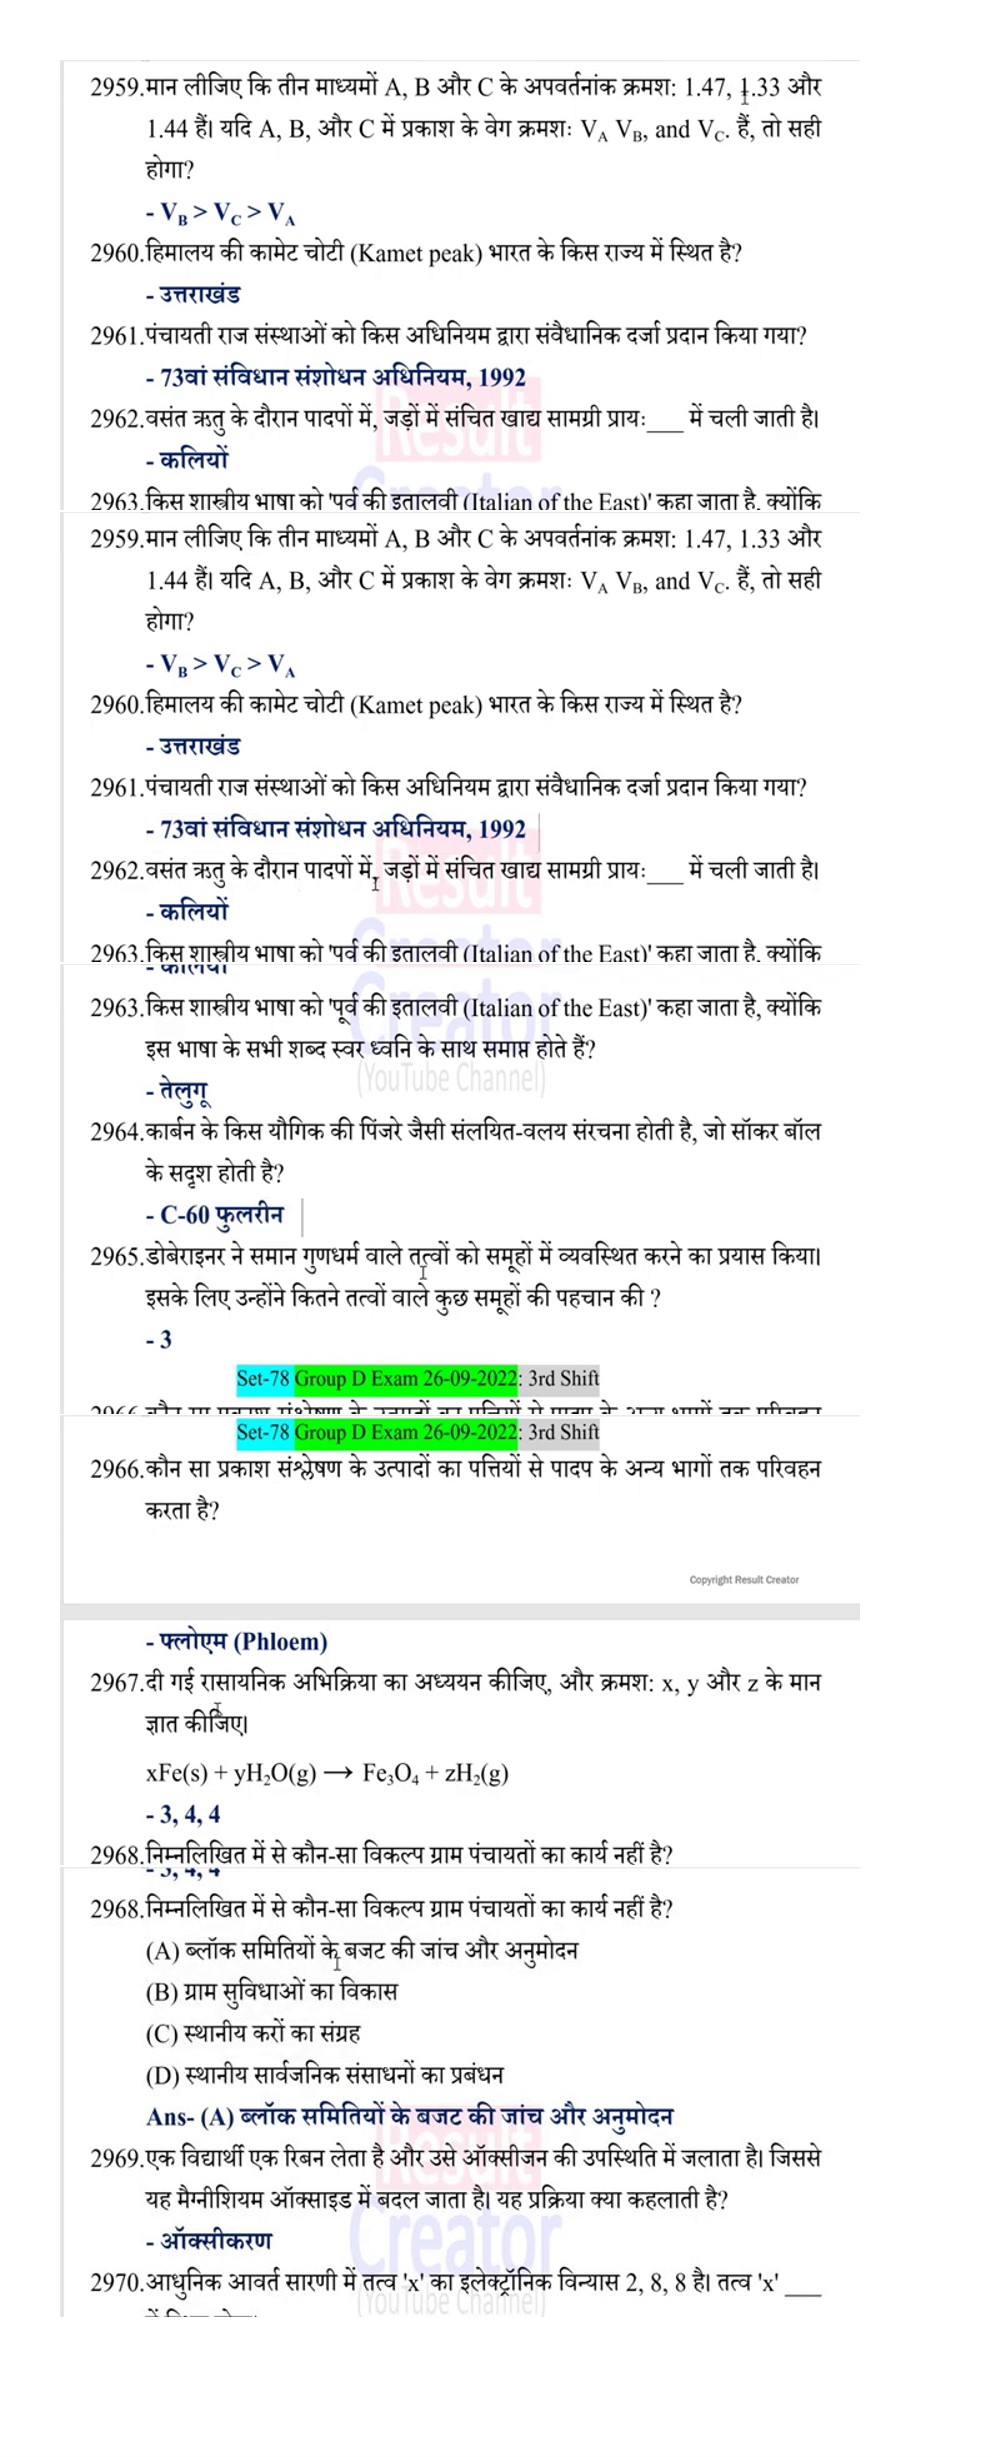 2959.मान लीजिए कि तीन माध्यमों A, B और C के अपवर्तनांक क्रमश: 1.47, 1.33 और
1.44 हैं। यदि A, B, और C में प्रकाश के वेग क्रमशः V_A V_B, and V_C. हैं, तो सही
होगा?
- V_B > V_C > V_A
2960.हिमालय की कामेट चोटी (Kamet peak) भारत के किस राज्य में स्थित है?
- उत्तराखंड
2961.पंचायती राज संस्थाओं को किस अधिनियम द्वारा संवैधानिक दर्जा प्रदान किया गया?
- 73वां संविधान संशोधन अधिनियम, 1992
2962.वसंत ऋतु के दौरान पादपों में, जड़ों में संचित खाद्य सामग्री प्रायः___ में चली जाती है।
Result
- कलियों
2963.किस शास्त्रीय भाषा को 'पूर्व की इतालवी (Italian of the East)' कहा जाता है, क्योंकि
2959.मान लीजिए कि तीन माध्यमों A, B और C के अपवर्तनांक क्रमश: 1.47, 1.33 और
1.44 हैं। यदि A, B, और C में प्रकाश के वेग क्रमशः V_A V_B, and V_C. हैं, तो सही
होगा?
- V_B > V_C > V_A
2960.हिमालय की कामेट चोटी (Kamet peak) भारत के किस राज्य में स्थित है?
- उत्तराखंड
2961.पंचायती राज संस्थाओं को किस अधिनियम द्वारा संवैधानिक दर्जा प्रदान किया गया?
- 73वां संविधान संशोधन अधिनियम, 1992
2962.वसंत ऋतु के दौरान पादपों में, जड़ों में संचित खाद्य सामग्री प्रायः___ में चली जाती है।
Result
- कलियों
2963.किस शास्त्रीय भाषा को 'पूर्व की इतालवी (Italian of the East)' कहा जाता है, क्योंकि
- कलियों
2963.किस शास्त्रीय भाषा को 'पूर्व की इतालवी (Italian of the East)' कहा जाता है, क्योंकि
Creator
इस भाषा के सभी शब्द स्वर ध्वनि के साथ समाप्त होते हैं?
(YouTube Channel)
- तेलुगू
2964.कार्बन के किस यौगिक की पिंजरे जैसी संलयित-वलय संरचना होती है, जो सॉकर बॉल
के सदृश होती है?
- C-60 फुलरीन
2965.डोबेराइनर ने समान गुणधर्म वाले तत्वों को समूहों में व्यवस्थित करने का प्रयास किया।
इसके लिए उन्होंने कितने तत्वों वाले कुछ समूहों की पहचान की ?
- 3
Set-78 Group D Exam 26-09-2022: 3rd Shift
Set-78 Group D Exam 26-09-2022: 3rd Shift
2966.कौन सा प्रकाश संश्लेषण के उत्पादों का पत्तियों से पादप के अन्य भागों तक परिवहन
करता है?
Copyright Result Creator
- फ्लोएम (Phloem)
2967.दी गई रासायनिक अभिक्रिया का अध्ययन कीजिए, और क्रमश: x, y और z के मान
ज्ञात कीजिए।
xFe(s) + yH₂O(g) → Fe₃O₄ + zH₂(g)
- 3, 4, 4
2968.निम्नलिखित में से कौन-सा विकल्प ग्राम पंचायतों का कार्य नहीं है?
- 3, 4, 4
2968.निम्नलिखित में से कौन-सा विकल्प ग्राम पंचायतों का कार्य नहीं है?
(A) ब्लॉक समितियों के बजट की जांच और अनुमोदन
(B) ग्राम सुविधाओं का विकास
(C) स्थानीय करों का संग्रह
(D) स्थानीय सार्वजनिक संसाधनों का प्रबंधन
Ans- (A) ब्लॉक समितियों के बजट की जांच और अनुमोदन
2969.एक विद्यार्थी एक रिबन लेता है और उसे ऑक्सीजन की उपस्थिति में जलाता है। जिससे
Result
यह मैग्नीशियम ऑक्साइड में बदल जाता है। यह प्रक्रिया क्या कहलाती है?
- ऑक्सीकरण
Creator
2970.आधुनिक आवर्त सारणी में तत्व 'x' का इलेक्ट्रॉनिक विन्यास 2, 8, 8 है। तत्व 'x' ___
(YouTube Channel)